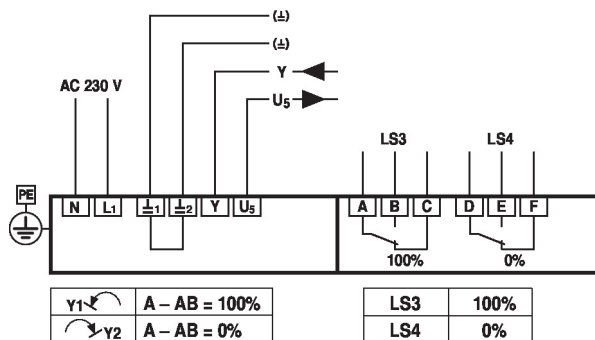 (⊥)
(⊥)
Y
U5
AC 230 V
LS3 LS4
PE
N L1 ⊥1 ⊥2 Y U5 A B C D E F
100% 0%
Y1 A – AB = 100%
Y2 A – AB = 0%
LS3 100%
LS4 0%